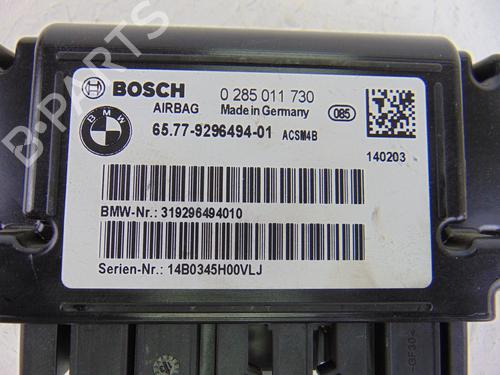 BOSCH 0 285 011 730
AIRBAG Made in Germany 085
BMW
65.77-9296494-01 ACSM4B
140203
BMW-Nr.: 319296494010
Serien-Nr.: 14B0345H00VLJ